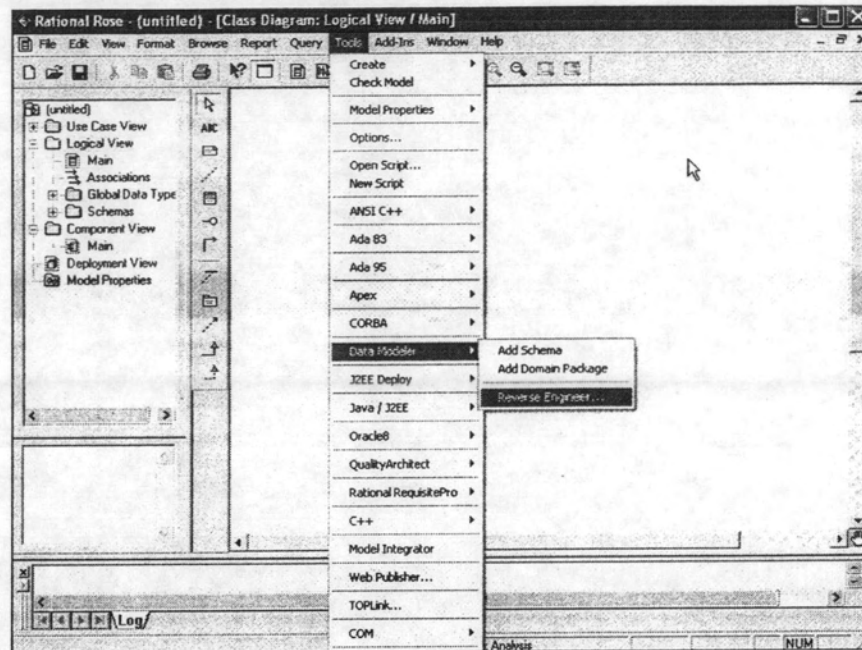 Rational Rose - (untitled) - [Class Diagram: Logical View / Main]
File Edit View Format Browse Report Query Tools Add-Ins Window Help
(untitled)
Use Case View
Logical View
Main
Associations
Global Data Type
Schemas
Component View
Main
Deployment View
Model Properties
ABC
Create
Check Model
Model Properties
Options...
Open Script...
New Script
ANSI C++
Ada 83
Ada 95
Apex
CORBA
Data Modeler
J2EE Deploy
Java / J2EE
Oracle8
QualityArchitect
Rational RequisitePro
C++
Model Integrator
Web Publisher...
TOPLink...
COM
Add Schema
Add Domain Package
Reverse Engineer...
Log
Analysis
NUM